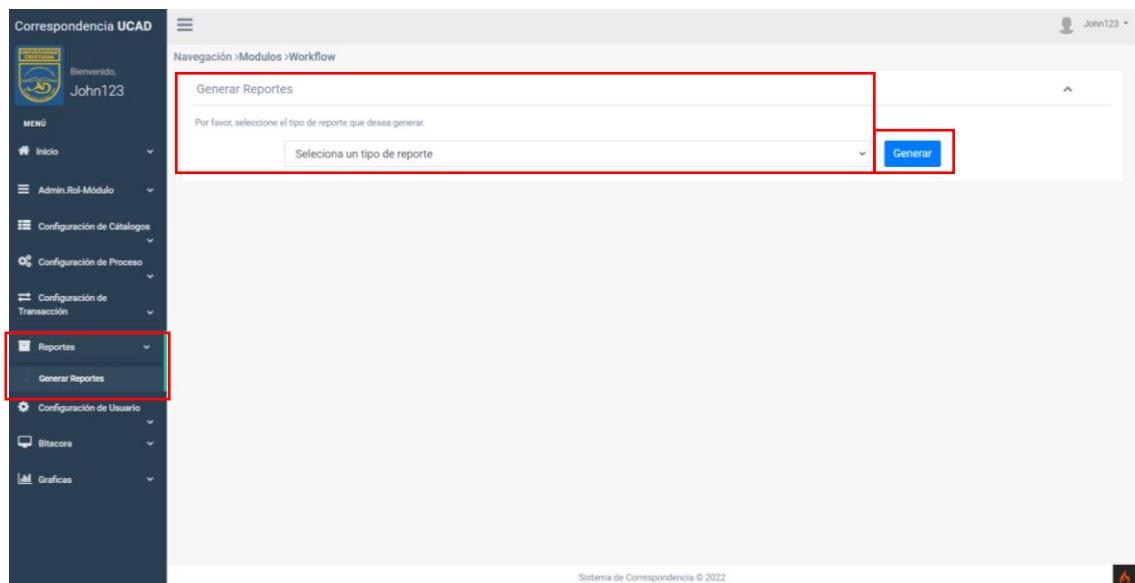 Correspondencia UCAD
Bienvenido,
John123
MENÚ
Inicio
Admin.Rol-Módulo
Configuración de Cátalogos
Configuración de Proceso
Configuración de
Transacción
Reportes
Generar Reportes
Configuración de Usuario
Bitacora
Graficas
John123
Navegación >Modulos >Workflow
Generar Reportes
Por favor, seleccione el tipo de reporte que desea generar.
Seleciona un tipo de reporte
Generar
Sistema de Correspondencia © 2022